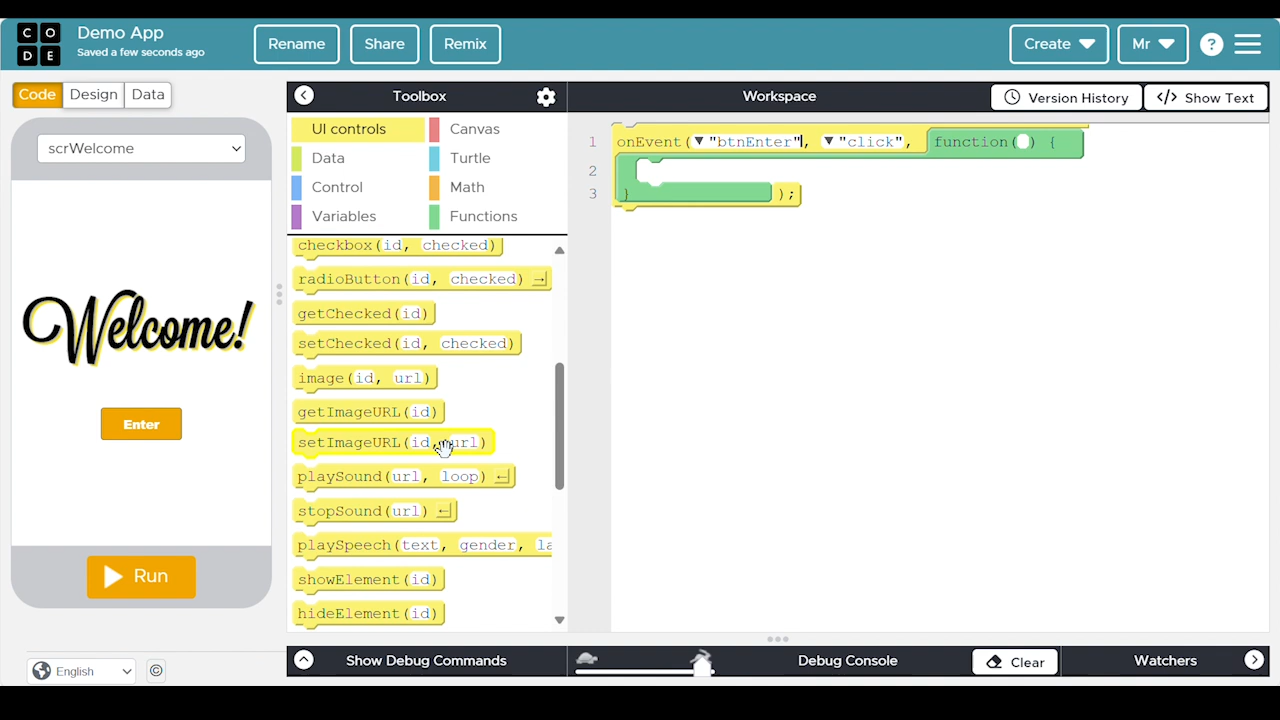 CODE
Demo App
Saved a few seconds ago
Rename
Share
Remix
Create
Mr
?
Code
Design
Data
Toolbox
Workspace
Version History
</> Show Text
scrWelcome
Welcome!
Enter
Run
English
©
UI controls
Canvas
Data
Turtle
Control
Math
Variables
Functions
checkbox(id, checked)
radioButton(id, checked)
getChecked(id)
setChecked(id, checked)
image(id, url)
getImageURL(id)
setImageURL(id, url)
playSound(url, loop)
stopSound(url)
playSpeech(text, gender, la
showElement(id)
hideElement(id)
1 onEvent(▼"btnEnter", ▼"click", function( ) {
2
3 } );
Show Debug Commands
Debug Console
Clear
Watchers